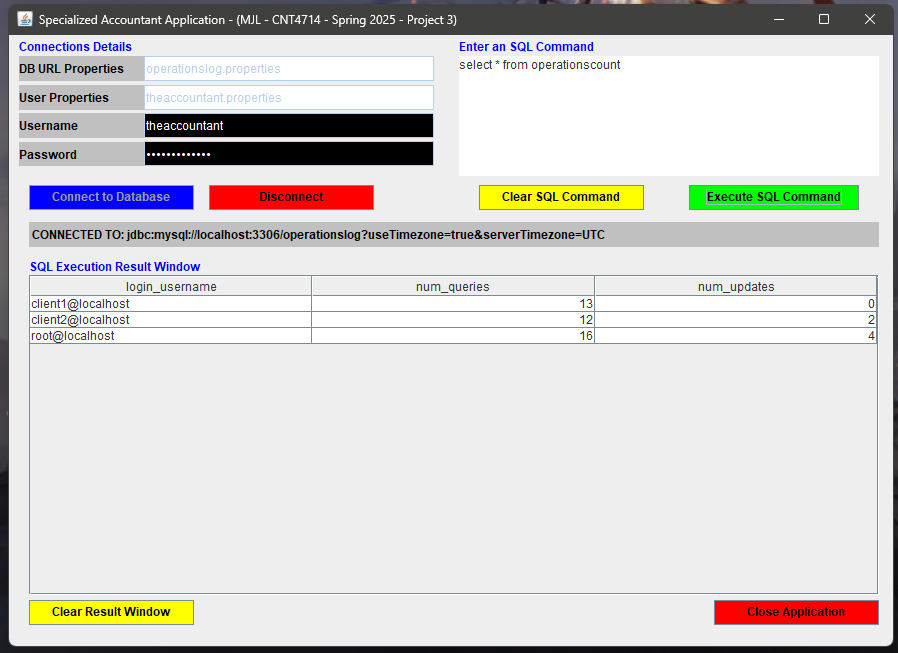 Specialized Accountant Application - (MJL - CNT4714 - Spring 2025 - Project 3)
Connections Details
DB URL Properties operationslog.properties
User Properties theaccountant.properties
Username theaccountant
Password •••••••••••••
Enter an SQL Command
select * from operationscount
Connect to Database Disconnect Clear SQL Command Execute SQL Command
CONNECTED TO: jdbc:mysql://localhost:3306/operationslog?useTimezone=true&serverTimezone=UTC
SQL Execution Result Window
login_username num_queries num_updates
client1@localhost 13 0
client2@localhost 12 2
root@localhost 16 4
Clear Result Window Close Application